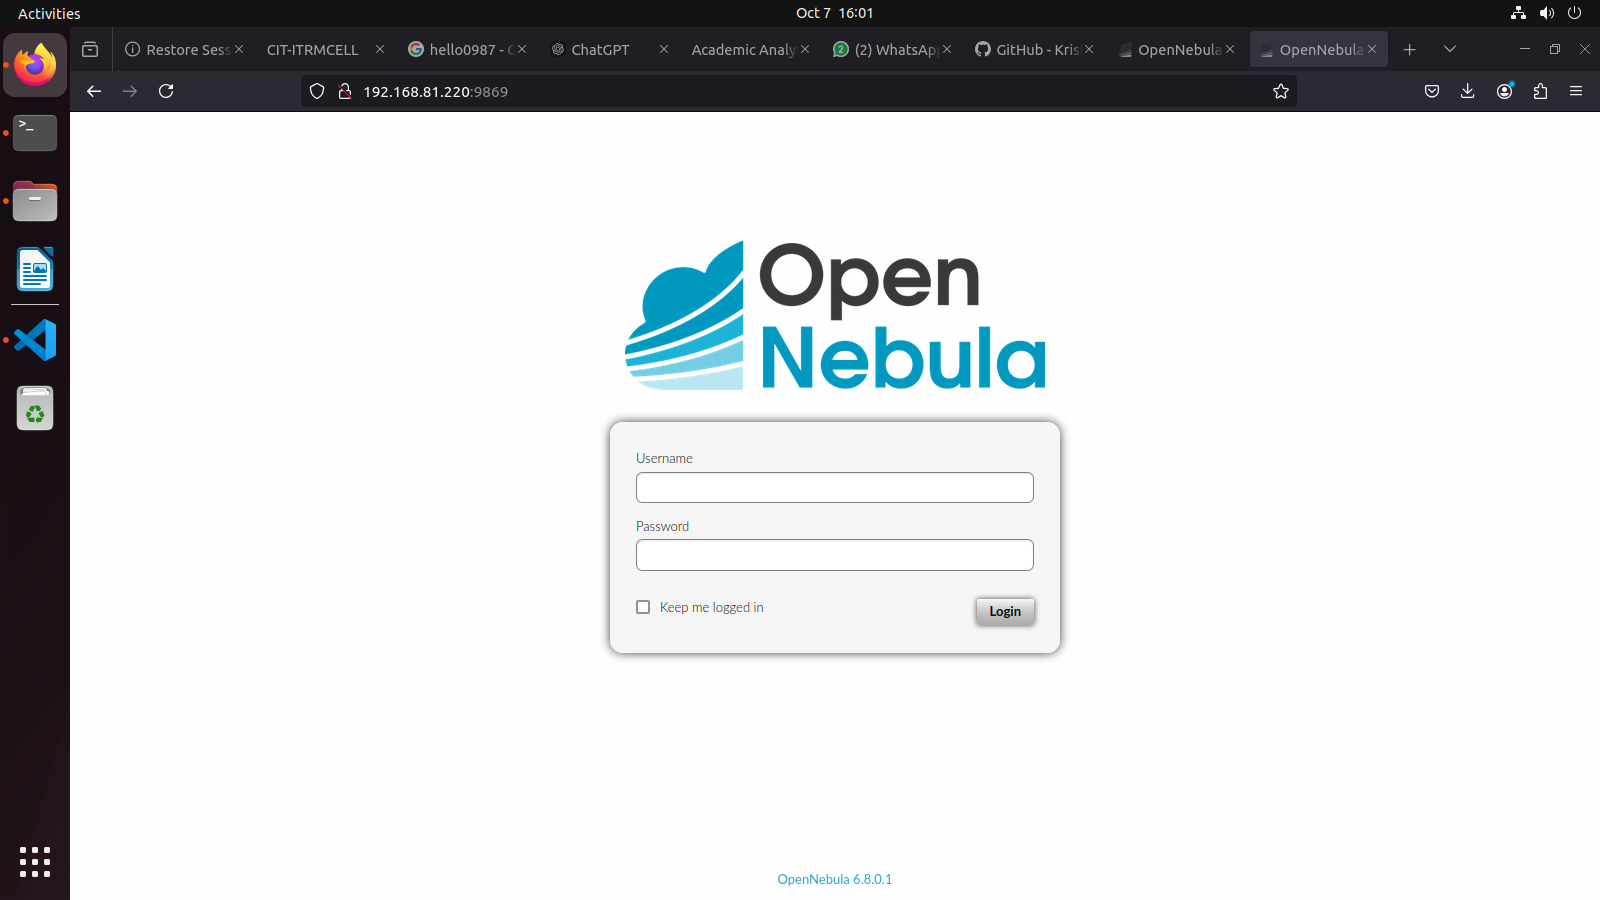 Activities
Oct 7 16:01
Restore Sess
CIT-ITRMCELL
hello0987 -
ChatGPT
Academic Analy
(2) WhatsApp
GitHub - Kris
OpenNebula
OpenNebula
192.168.81.220:9869
Open
Nebula
Username
Password
Keep me logged in
Login
OpenNebula 6.8.0.1